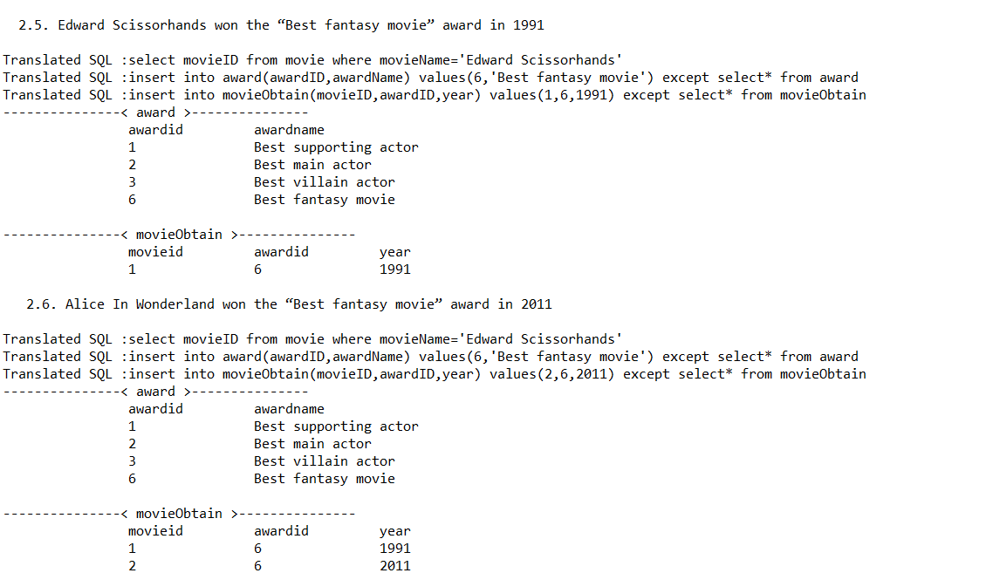 2.5. Edward Scissorhands won the “Best fantasy movie” award in 1991
Translated SQL :select movieID from movie where movieName='Edward Scissorhands'
Translated SQL :insert into award(awardID,awardName) values(6,'Best fantasy movie') except select* from award
Translated SQL :insert into movieObtain(movieID,awardID,year) values(1,6,1991) except select* from movieObtain
---------------< award >---------------
awardid awardname
1 Best supporting actor
2 Best main actor
3 Best villain actor
6 Best fantasy movie
---------------< movieObtain >---------------
movieid awardid year
1 6 1991
2.6. Alice In Wonderland won the “Best fantasy movie” award in 2011
Translated SQL :select movieID from movie where movieName='Edward Scissorhands'
Translated SQL :insert into award(awardID,awardName) values(6,'Best fantasy movie') except select* from award
Translated SQL :insert into movieObtain(movieID,awardID,year) values(2,6,2011) except select* from movieObtain
---------------< award >---------------
awardid awardname
1 Best supporting actor
2 Best main actor
3 Best villain actor
6 Best fantasy movie
---------------< movieObtain >---------------
movieid awardid year
1 6 1991
2 6 2011